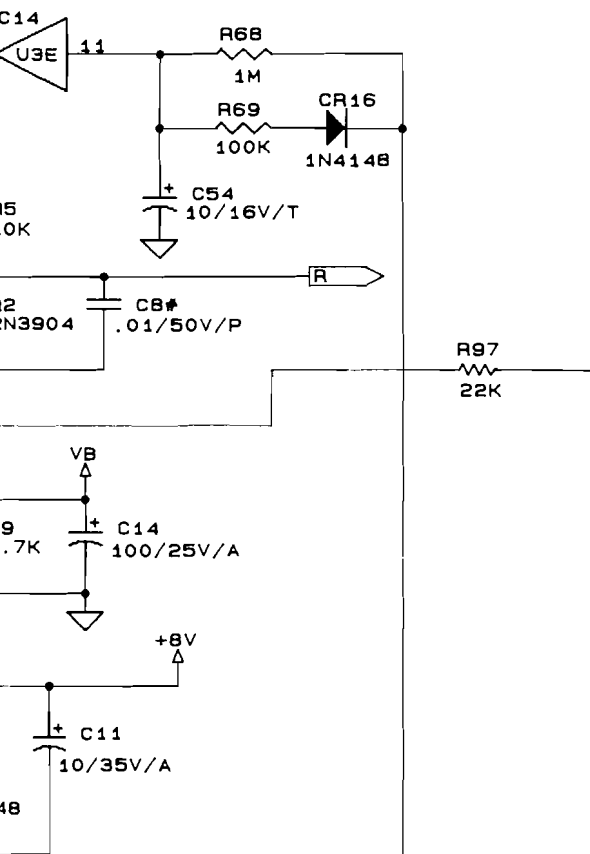 C14
U3E
11
R68
1M
R69
100K
CR16
1N4148
+
C54
10/16V/T
R
C8#
.01/50V/P
2N3904
R97
22K
VB
9
.7K
+
C14
100/25V/A
+8V
+
C11
10/35V/A
48